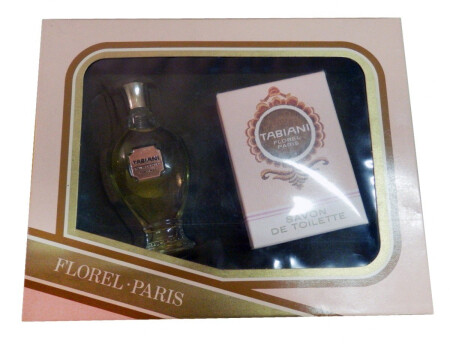 TABIANI
TABIANI
FLOREL
PARIS
SAVON
DE TOILETTE
FLOREL · PARIS